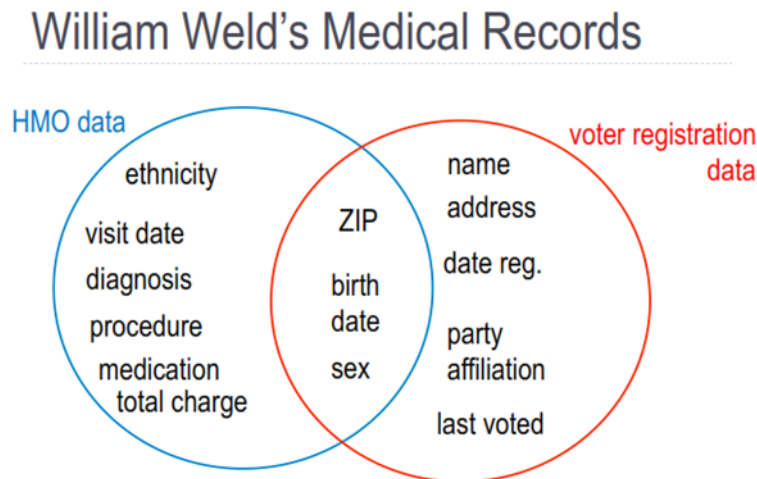 William Weld's Medical Records
HMO data
ethnicity
visit date
diagnosis
procedure
medication
total charge
ZIP
birth
date
sex
voter registration
data
name
address
date reg.
party
affiliation
last voted